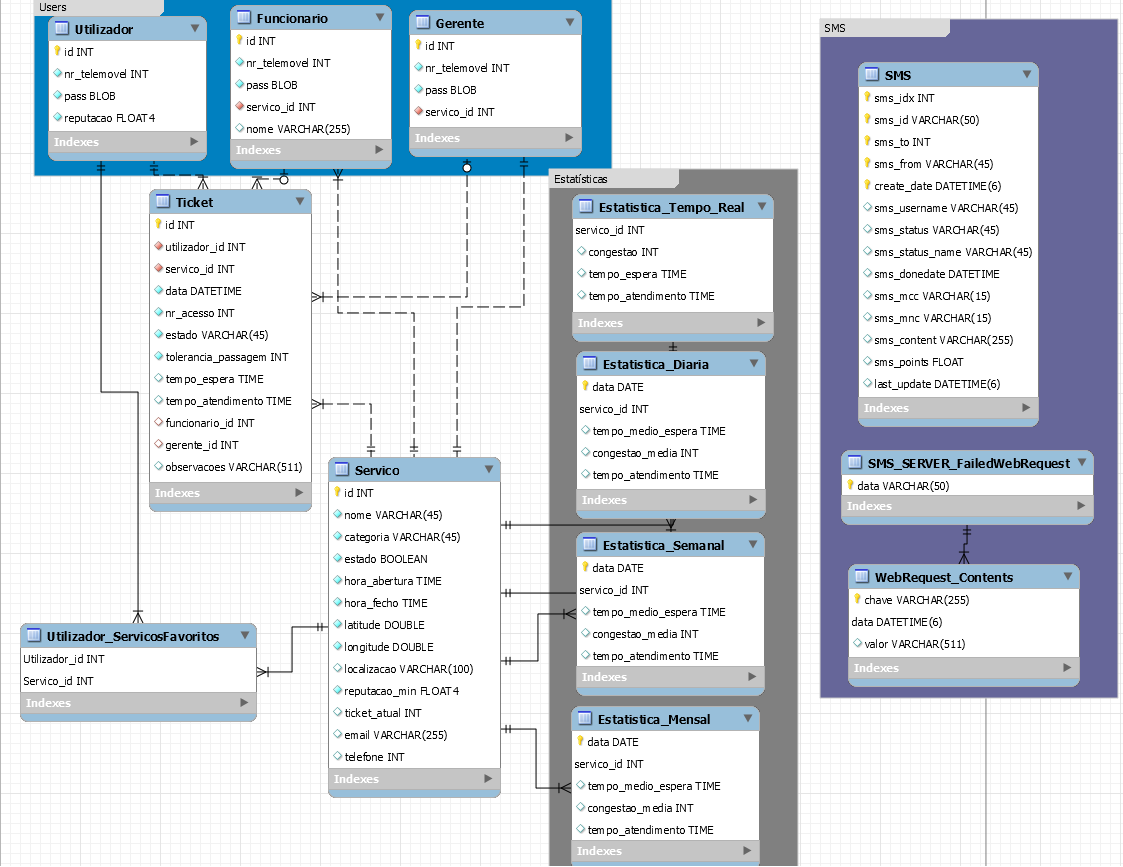 Users
Utilizador
id INT
nr_telemovel INT
pass BLOB
reputacao FLOAT4
Indexes
Funcionario
id INT
nr_telemovel INT
pass BLOB
servico_id INT
nome VARCHAR(255)
Indexes
Gerente
id INT
nr_telemovel INT
pass BLOB
servico_id INT
Indexes
Ticket
id INT
utilizador_id INT
servico_id INT
data DATETIME
nr_acesso INT
estado VARCHAR(45)
tolerancia_passagem INT
tempo_espera TIME
tempo_atendimento TIME
funcionario_id INT
gerente_id INT
observacoes VARCHAR(511)
Indexes
Servico
id INT
nome VARCHAR(45)
categoria VARCHAR(45)
estado BOOLEAN
hora_abertura TIME
hora_fecho TIME
latitude DOUBLE
longitude DOUBLE
localizacao VARCHAR(100)
reputacao_min FLOAT4
ticket_atual INT
email VARCHAR(255)
telefone INT
Indexes
Utilizador_ServicosFavoritos
Utilizador_id INT
Servico_id INT
Indexes
Estatísticas
Estatistica_Tempo_Real
servico_id INT
congestao INT
tempo_espera TIME
tempo_atendimento TIME
Indexes
Estatistica_Diaria
data DATE
servico_id INT
tempo_medio_espera TIME
congestao_media INT
tempo_atendimento TIME
Indexes
Estatistica_Semanal
data DATE
servico_id INT
tempo_medio_espera TIME
congestao_media INT
tempo_atendimento TIME
Indexes
Estatistica_Mensal
data DATE
servico_id INT
tempo_medio_espera TIME
congestao_media INT
tempo_atendimento TIME
Indexes
SMS
SMS
sms_idx INT
sms_id VARCHAR(50)
sms_to INT
sms_from VARCHAR(45)
create_date DATETIME(6)
sms_username VARCHAR(45)
sms_status VARCHAR(45)
sms_status_name VARCHAR(45)
sms_donedate DATETIME
sms_mcc VARCHAR(15)
sms_mnc VARCHAR(15)
sms_content VARCHAR(255)
sms_points FLOAT
last_update DATETIME(6)
Indexes
SMS_SERVER_FailedWebRequest
data VARCHAR(50)
Indexes
WebRequest_Contents
chave VARCHAR(255)
data DATETIME(6)
valor VARCHAR(511)
Indexes